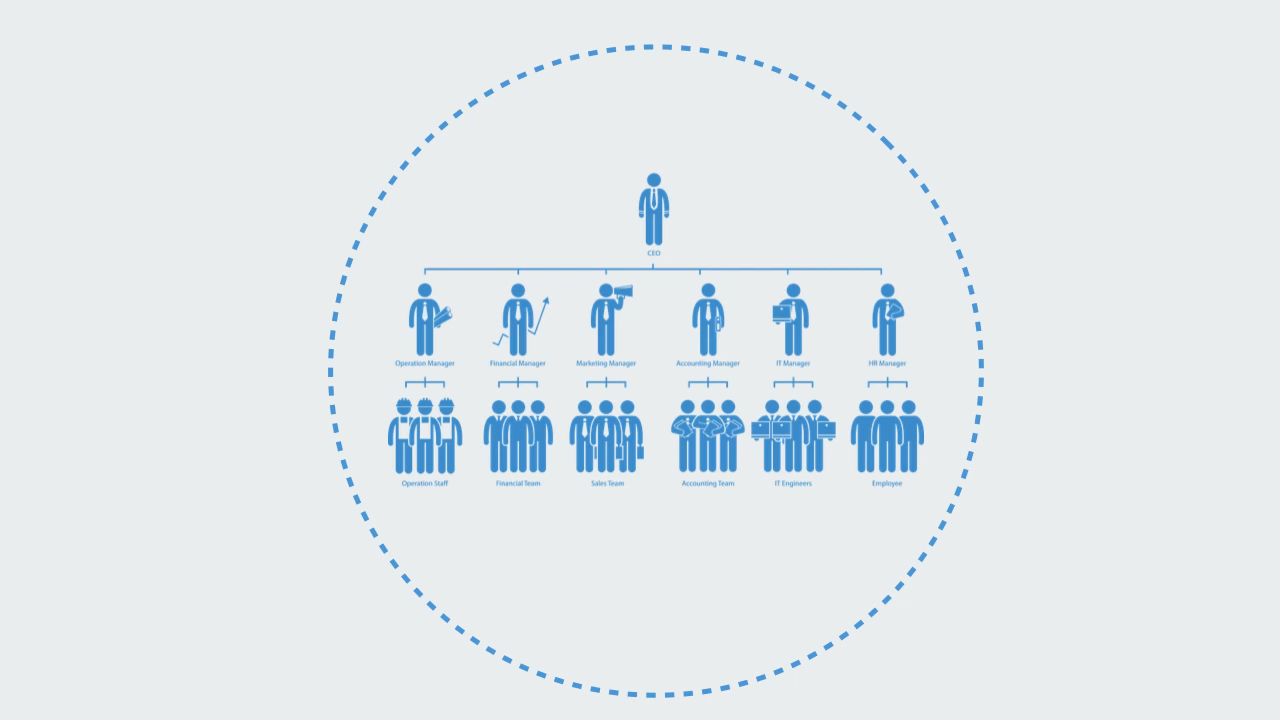 CEO
Operation Manager
Financial Manager
Marketing Manager
Accounting Manager
IT Manager
HR Manager
Operation Staff
Financial Team
Sales Team
Accounting Team
IT Engineers
Employee